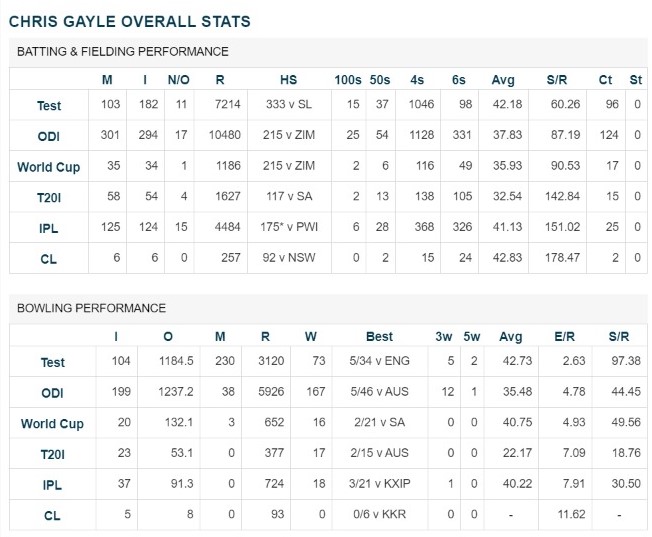 CHRIS GAYLE OVERALL STATS
BATTING & FIELDING PERFORMANCE
M I N/O R HS 100s 50s 4s 6s Avg S/R Ct St
Test 103 182 11 7214 333 v SL 15 37 1046 98 42.18 60.26 96 0
ODI 301 294 17 10480 215 v ZIM 25 54 1128 331 37.83 87.19 124 0
World Cup 35 34 1 1186 215 v ZIM 2 6 116 49 35.93 90.53 17 0
T20I 58 54 4 1627 117 v SA 2 13 138 105 32.54 142.84 15 0
IPL 125 124 15 4484 175* v PWI 6 28 368 326 41.13 151.02 25 0
CL 6 6 0 257 92 v NSW 0 2 15 24 42.83 178.47 2 0
BOWLING PERFORMANCE
I O M R W Best 3w 5w Avg E/R S/R
Test 104 1184.5 230 3120 73 5/34 v ENG 5 2 42.73 2.63 97.38
ODI 199 1237.2 38 5926 167 5/46 v AUS 12 1 35.48 4.78 44.45
World Cup 20 132.1 3 652 16 2/21 v SA 0 0 40.75 4.93 49.56
T20I 23 53.1 0 377 17 2/15 v AUS 0 0 22.17 7.09 18.76
IPL 37 91.3 0 724 18 3/21 v KXIP 1 0 40.22 7.91 30.50
CL 5 8 0 93 0 0/6 v KKR 0 0 - 11.62 -